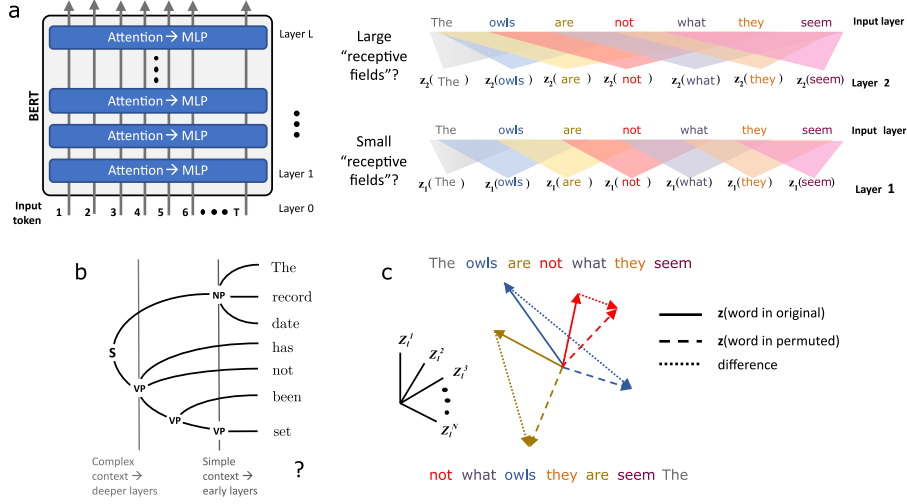 a
BERT
Attention → MLP
Layer L
Attention → MLP
Attention → MLP
Attention → MLP
Layer 1
Input
token
1 2 3 4 5 6 T
Layer 0
The owls are not what they seem
Input layer
Large
“receptive
fields”?
z₂(The) z₂(owls) z₂(are) z₂(not) z₂(what) z₂(they) z₂(seem)
Layer 2
The owls are not what they seem
Input layer
Small
“receptive
fields”?
z₁(The) z₁(owls) z₁(are) z₁(not) z₁(what) z₁(they) z₁(seem)
Layer 1
b
The
NP
record
date
S
has
not
VP
been
VP
VP
set
Complex
context →
deeper layers
Simple
context →
early layers
?
c
The owls are not what they seem
z(word in original)
z(word in permuted)
difference
Zₗ¹
Zₗ²
Zₗ³
Zₗᴺ
not what owls they are seem The